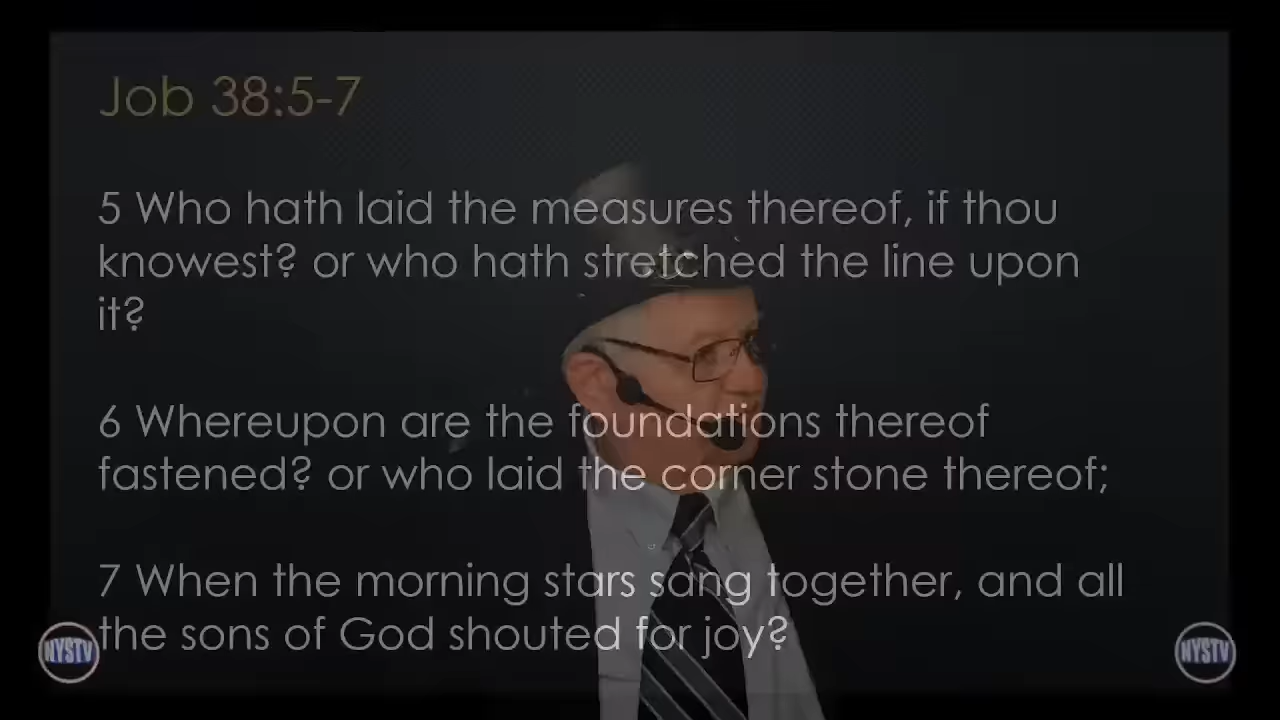 Job 38:5-7
5 Who hath laid the measures thereof, if thou
knowest? or who hath stretched the line upon
it?
6 Whereupon are the foundations thereof
fastened? or who laid the corner stone thereof;
7 When the morning stars sang together, and all
the sons of God shouted for joy?
NYSTV
NYSTV